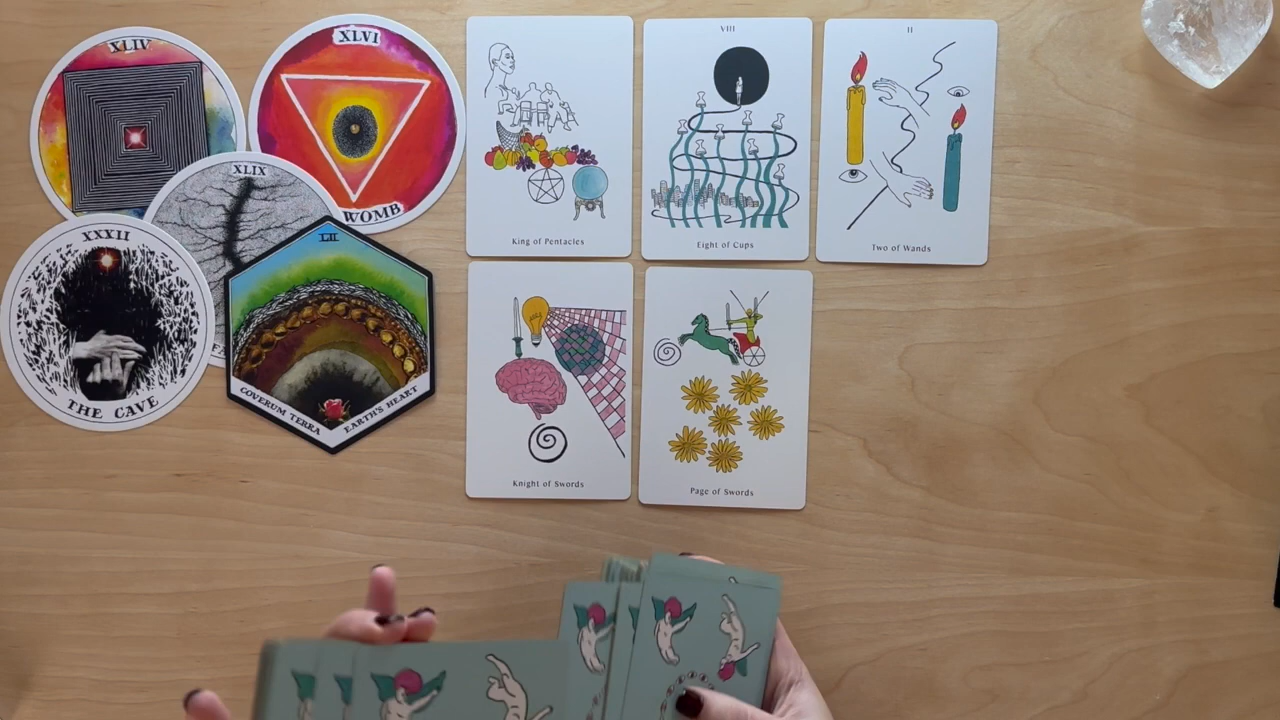 XLIV
XLVI
WOMB
XLIX
XXXII
THE CAVE
LII
COVERUM TERRA
EARTH'S HEART
King of Pentacles
VIII
Eight of Cups
II
Two of Wands
Knight of Swords
Page of Swords